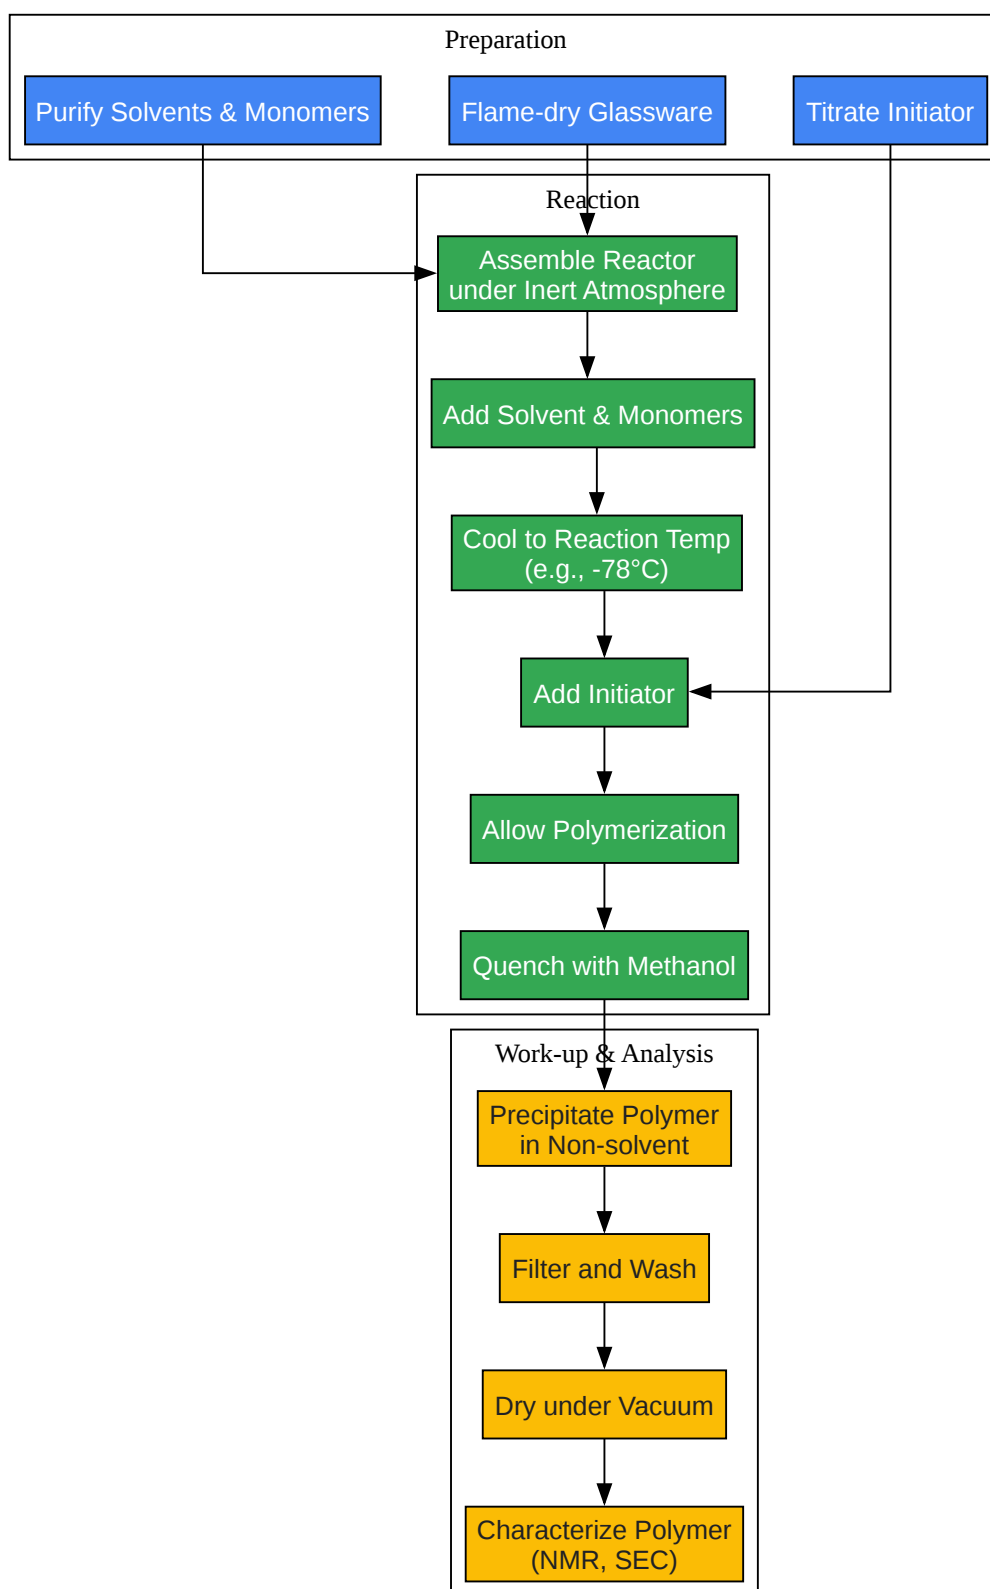 Preparation
Purify Solvents & Monomers
Flame-dry Glassware
Titrate Initiator
Reaction
Assemble Reactor
under Inert Atmosphere
Add Solvent & Monomers
Cool to Reaction Temp
(e.g., -78°C)
Add Initiator
Allow Polymerization
Quench with Methanol
Work-up & Analysis
Precipitate Polymer
in Non-solvent
Filter and Wash
Dry under Vacuum
Characterize Polymer
(NMR, SEC)